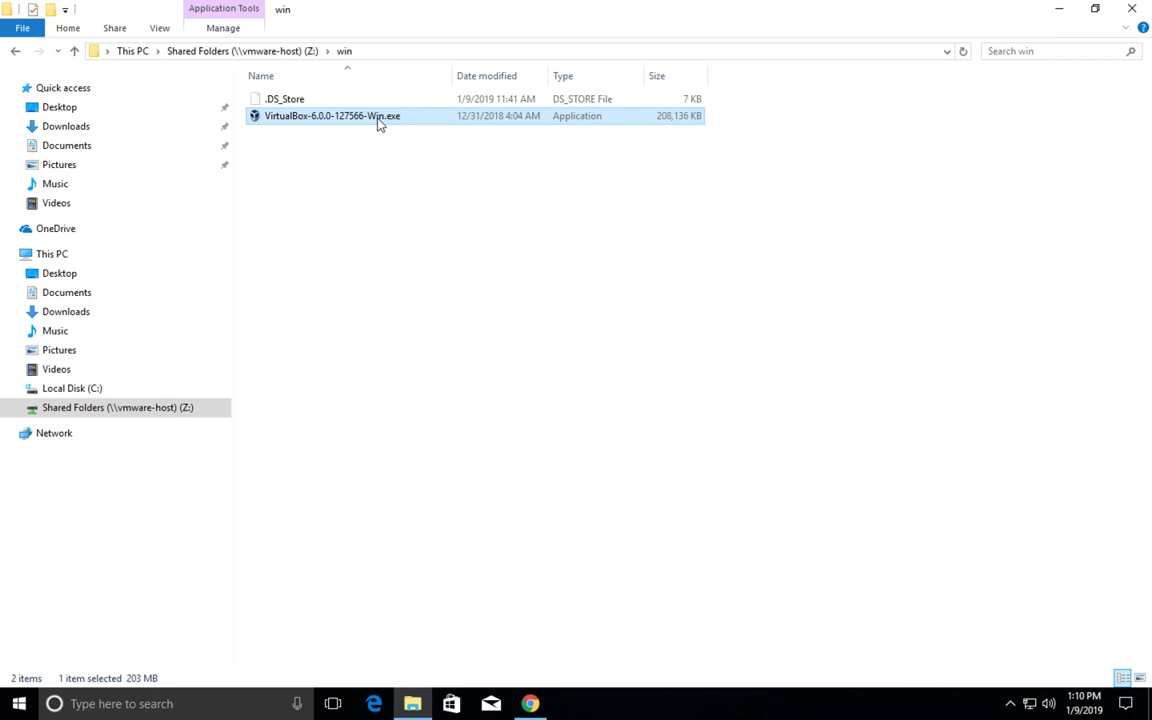 Application Tools
win
File
Home
Share
View
Manage
This PC
Shared Folders (\\vmware-host) (Z:)
win
Search win
Name
Date modified
Type
Size
.DS_Store
1/9/2019 11:41 AM
DS_STORE File
7 KB
VirtualBox-6.0.0-127566-Win.exe
12/31/2018 4:04 AM
Application
208,136 KB
Quick access
Desktop
Downloads
Documents
Pictures
Music
Videos
OneDrive
This PC
Desktop
Documents
Downloads
Music
Pictures
Videos
Local Disk (C:)
Shared Folders (\\vmware-host) (Z:)
Network
2 items
1 item selected 203 MB
Type here to search
1:10 PM
1/9/2019